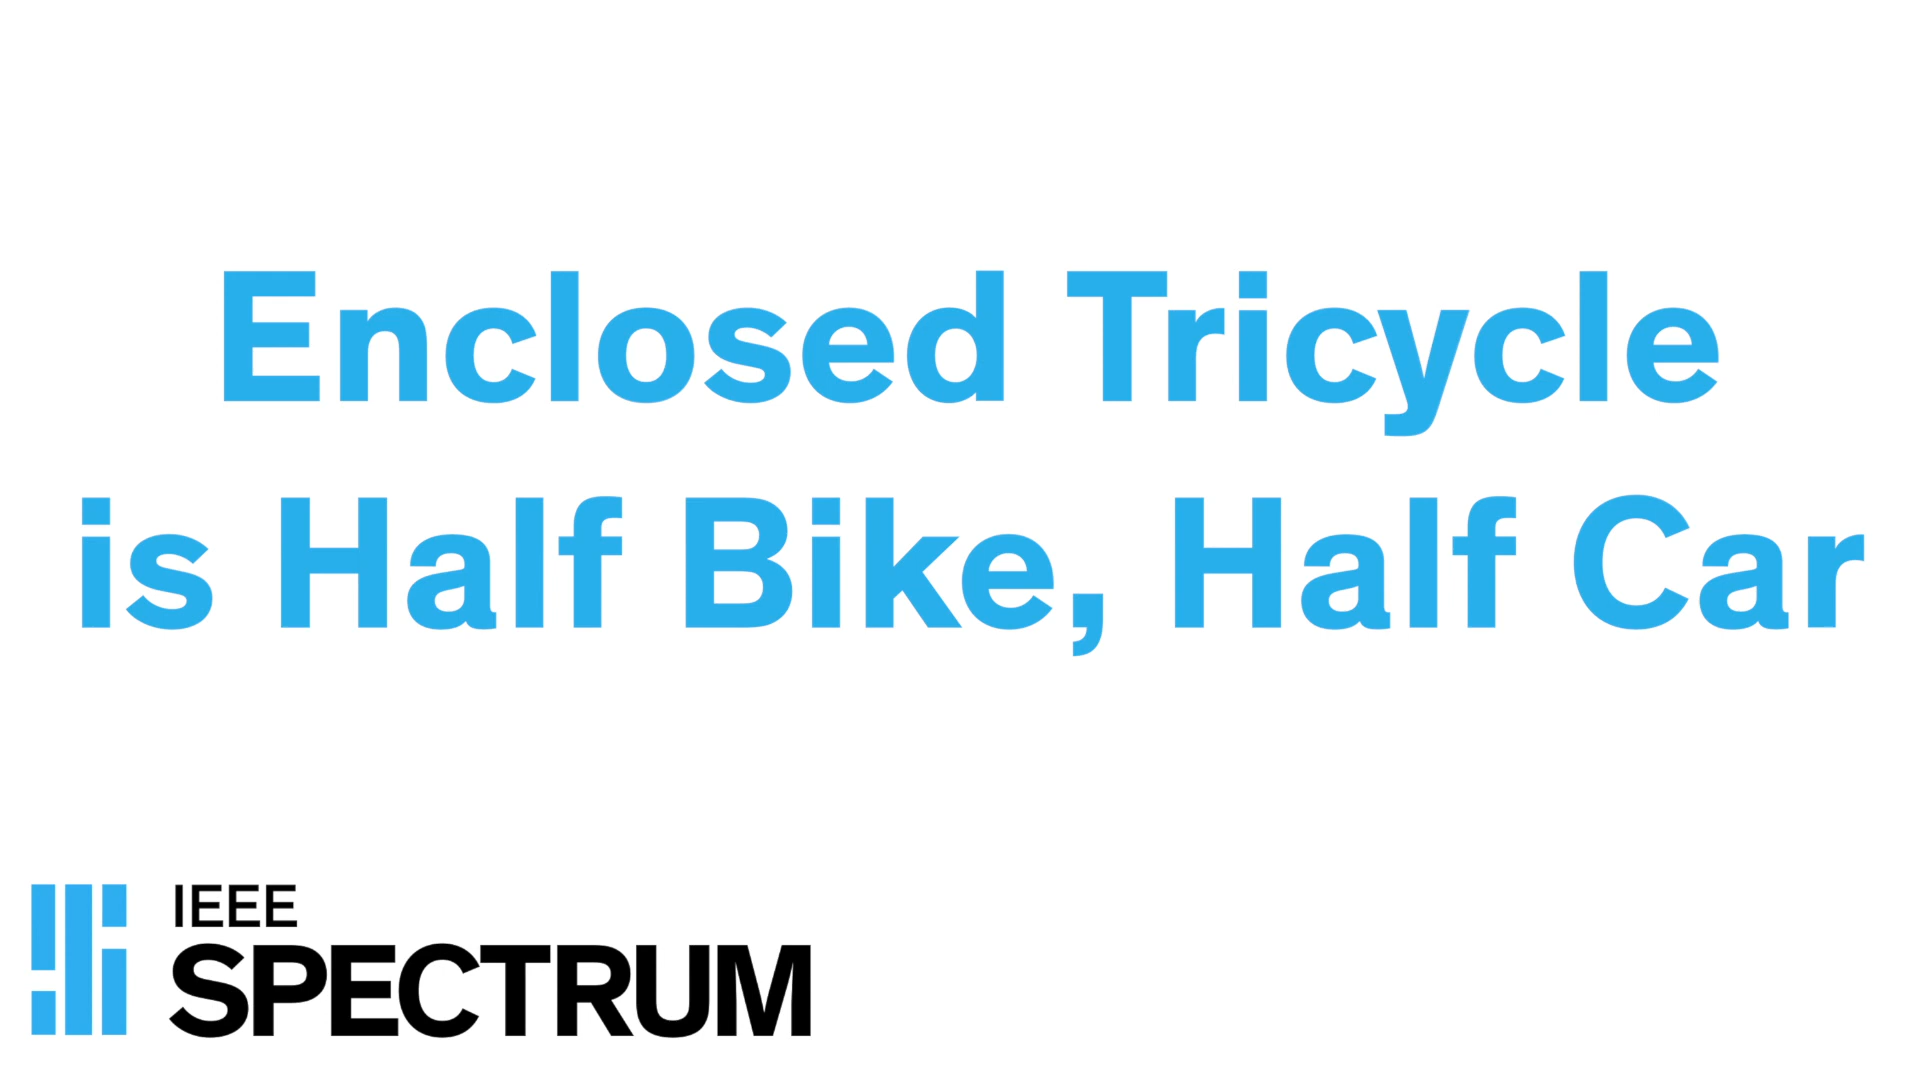 Enclosed Tricycle
is Half Bike, Half Car
IEEE
SPECTRUM